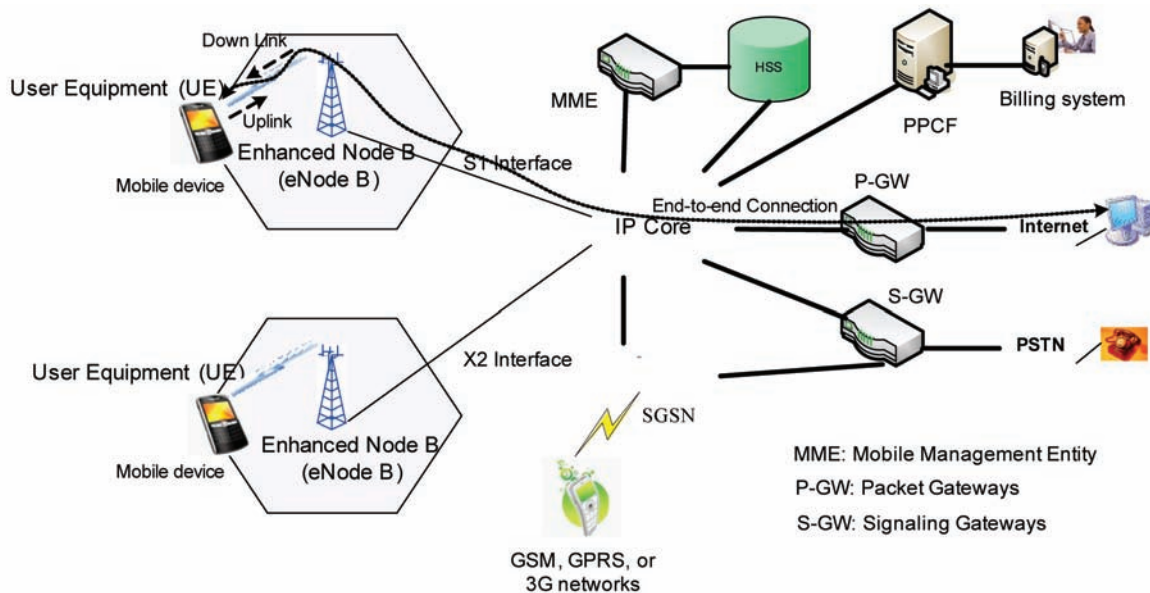 Down Link
User Equipment (UE)
Uplink
Enhanced Node B
(eNode B)
Mobile device
S1 Interface
MME
HSS
PPCF
Billing system
P-GW
End-to-end Connection
IP Core
Internet
S-GW
PSTN
X2 Interface
User Equipment (UE)
Enhanced Node B
(eNode B)
Mobile device
SGSN
GSM, GPRS, or
3G networks
MME: Mobile Management Entity
P-GW: Packet Gateways
S-GW: Signaling Gateways